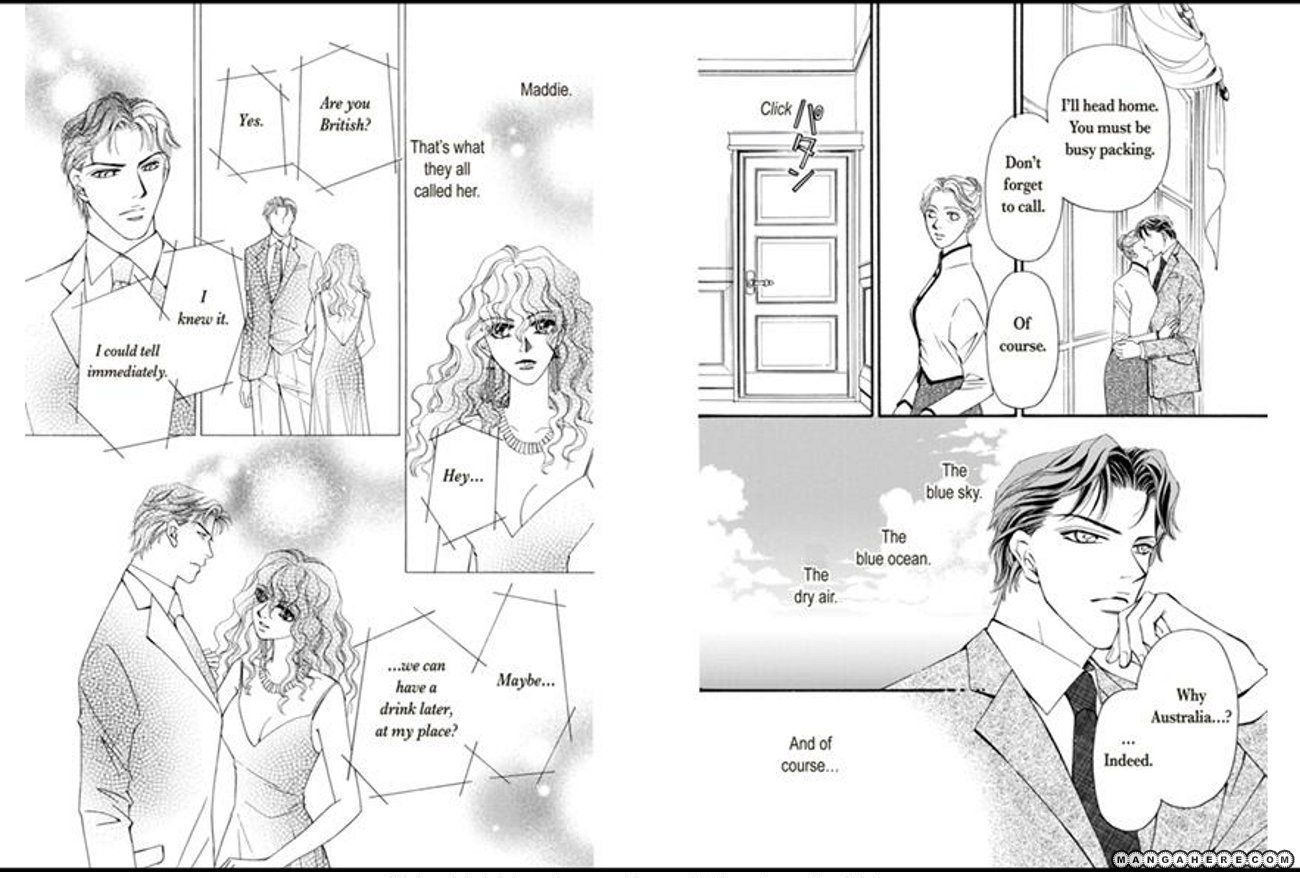 I'll head home.
You must be
busy packing.
Don't
forget
to call.
Of
course.
Click
パタン
The
blue sky.
The
blue ocean.
The
dry air.
Why
Australia...?
...
Indeed.
And of
course...
Maddie.
That's what
they all
called her.
Hey...
Are you
British?
Yes.
I
knew it.
I could tell
immediately.
Maybe...
...we can
have a
drink later,
at my place?
MANGAHERE.COM